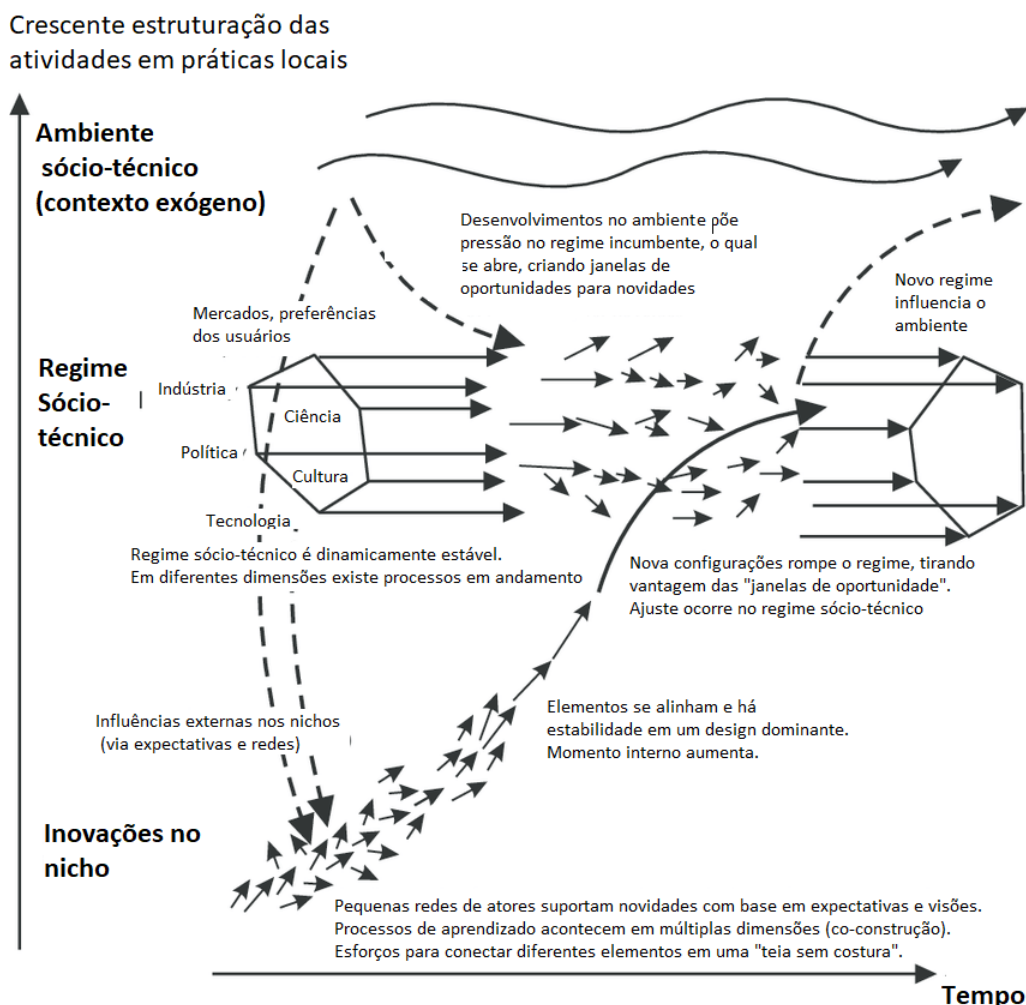 Crescente estruturação das
atividades em práticas locais
Ambiente
sócio-técnico
(contexto exógeno)
Desenvolvimentos no ambiente põe
pressão no regime incumbente, o qual
se abre, criando janelas de
oportunidades para novidades
Novo regime
influencia o
ambiente
Mercados, preferências
dos usuários
Regime
Sócio-
técnico
Indústria
Ciência
Política
Cultura
Tecnologia
Regime sócio-técnico é dinamicamente estável.
Em diferentes dimensões existe processos em andamento
Nova configurações rompe o regime, tirando
vantagem das "janelas de oportunidade".
Ajuste ocorre no regime sócio-técnico
Elementos se alinham e há
estabilidade em um design dominante.
Momento interno aumenta.
Influências externas nos nichos
(via expectativas e redes)
Inovações no
nicho
Pequenas redes de atores suportam novidades com base em expectativas e visões.
Processos de aprendizado acontecem em múltiplas dimensões (co-construção).
Esforços para conectar diferentes elementos em uma "teia sem costura".
Tempo